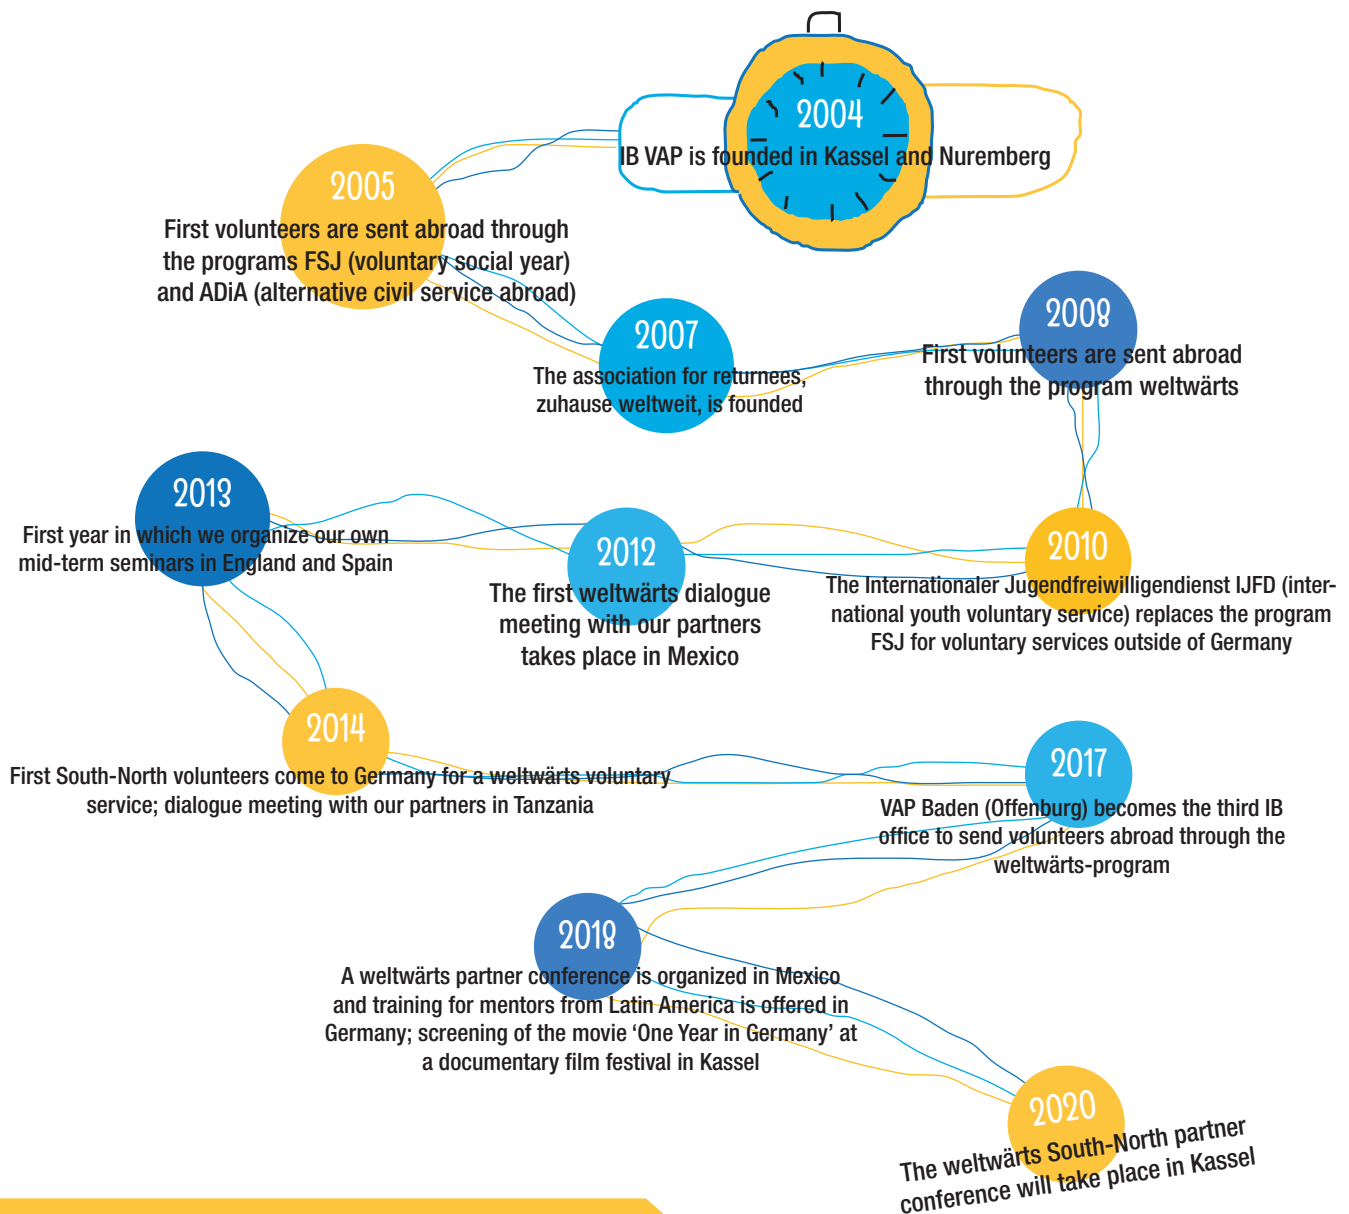 2004
IB VAP is founded in Kassel and Nuremberg
2005
First volunteers are sent abroad through
the programs FSJ (voluntary social year)
and ADiA (alternative civil service abroad)
2007
The association for returnees,
zuhause weltweit, is founded
2008
First volunteers are sent abroad
through the program weltwärts
2010
The Internationaler Jugendfreiwilligendienst IJFD (inter-
national youth voluntary service) replaces the program
FSJ for voluntary services outside of Germany
2012
The first weltwärts dialogue
meeting with our partners
takes place in Mexico
2013
First year in which we organize our own
mid-term seminars in England and Spain
2014
First South-North volunteers come to Germany for a weltwärts voluntary
service; dialogue meeting with our partners in Tanzania
2017
VAP Baden (Offenburg) becomes the third IB
office to send volunteers abroad through the
weltwärts-program
2018
A weltwärts partner conference is organized in Mexico
and training for mentors from Latin America is offered in
Germany; screening of the movie ‘One Year in Germany’ at
a documentary film festival in Kassel
2020
The weltwärts South-North partner
conference will take place in Kassel